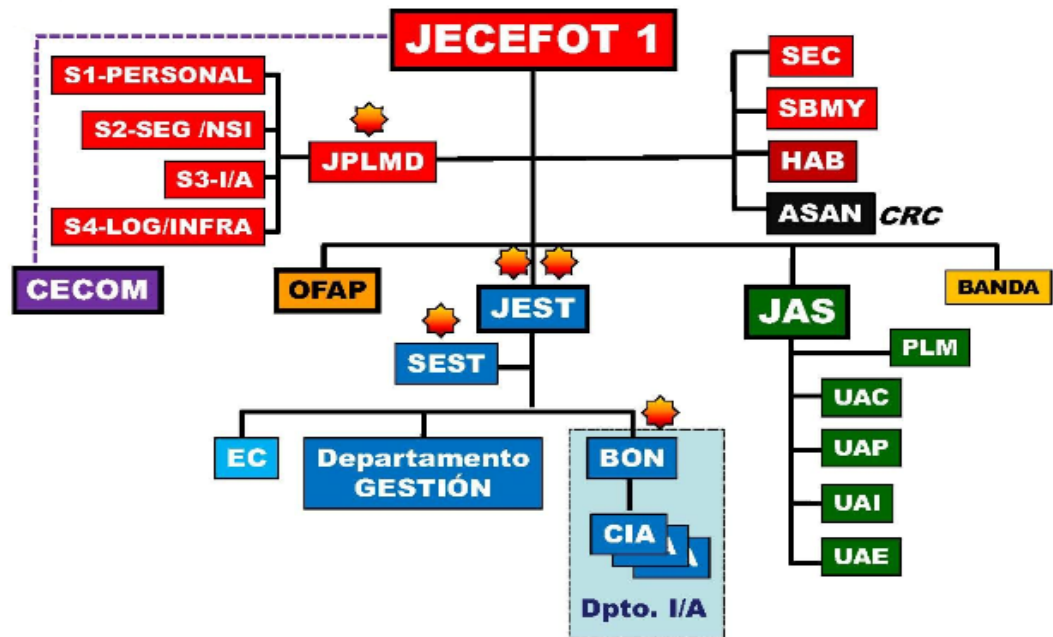 JECEFOT 1
S1-PERSONAL
S2-SEG /NSI
S3-I/A
S4-LOG/INFRA
JPLMD
SEC
SBMY
HAB
ASAN CRC
CECOM
OFAP
JEST
SEST
JAS
BANDA
PLM
UAC
UAP
UAI
UAE
EC
Departamento
GESTIÓN
BON
CIA
A
A
Dpto. I/A